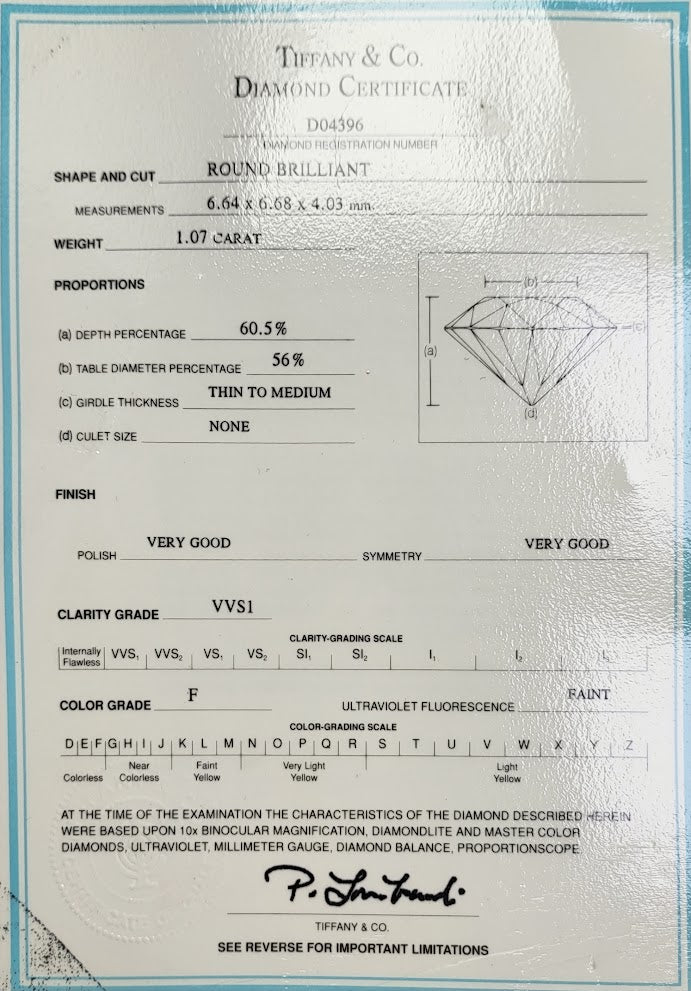 TIFFANY & CO.
DIAMOND CERTIFICATE
D04396
DIAMOND REGISTRATION NUMBER
SHAPE AND CUT ROUND BRILLIANT
MEASUREMENTS 6.64 x 6.68 x 4.03 mm.
WEIGHT 1.07 CARAT
PROPORTIONS
(a) DEPTH PERCENTAGE 60.5%
(b) TABLE DIAMETER PERCENTAGE 56%
(c) GIRDLE THICKNESS THIN TO MEDIUM
(d) CULET SIZE NONE
(b)
(c)
(a)
(d)
FINISH
POLISH VERY GOOD SYMMETRY VERY GOOD
CLARITY GRADE VVS1
CLARITY-GRADING SCALE
Internally Flawless VVS₁ VVS₂ VS₁ VS₂ SI₁ SI₂ I₁ I₂ I₃
COLOR GRADE F ULTRAVIOLET FLUORESCENCE FAINT
COLOR-GRADING SCALE
D E F G H I J K L M N O P Q R S T U V W X Y Z
Colorless Near Colorless Faint Yellow Very Light Yellow Light Yellow
AT THE TIME OF THE EXAMINATION THE CHARACTERISTICS OF THE DIAMOND DESCRIBED HEREIN
WERE BASED UPON 10x BINOCULAR MAGNIFICATION, DIAMONDLITE AND MASTER COLOR
DIAMONDS, ULTRAVIOLET, MILLIMETER GAUGE, DIAMOND BALANCE, PROPORTIONSCOPE.
TIFFANY & CO.
SEE REVERSE FOR IMPORTANT LIMITATIONS